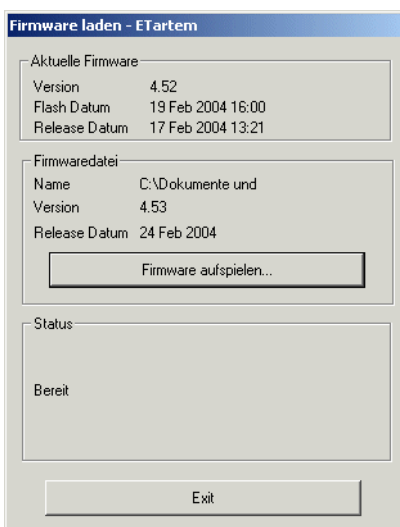 Firmware laden - ETartem
Aktuelle Firmware
Version 4.52
Flash Datum 19 Feb 2004 16:00
Release Datum 17 Feb 2004 13:21
Firmwaredatei
Name C:\Dokumente und
Version 4.53
Release Datum 24 Feb 2004
Firmware aufspielen...
Status
Bereit
Exit